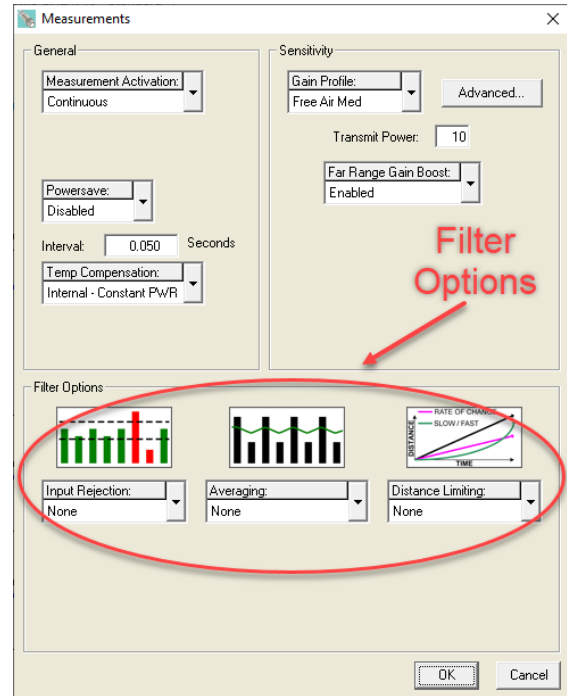 Measurements
General
Measurement Activation:
Continuous
Powersave:
Disabled
Interval: 0.050 Seconds
Temp Compensation:
Internal - Constant PWR
Sensitivity
Gain Profile:
Free Air Med
Advanced...
Transmit Power: 10
Far Range Gain Boost:
Enabled
Filter
Options
Filter Options
RATE OF CHANGE
SLOW / FAST
DISTANCE
TIME
Input Rejection:
None
Averaging:
None
Distance Limiting:
None
OK
Cancel